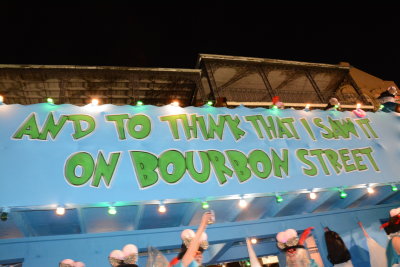 AND TO THINK THAT I SAW IT
ON BOURBON STREET